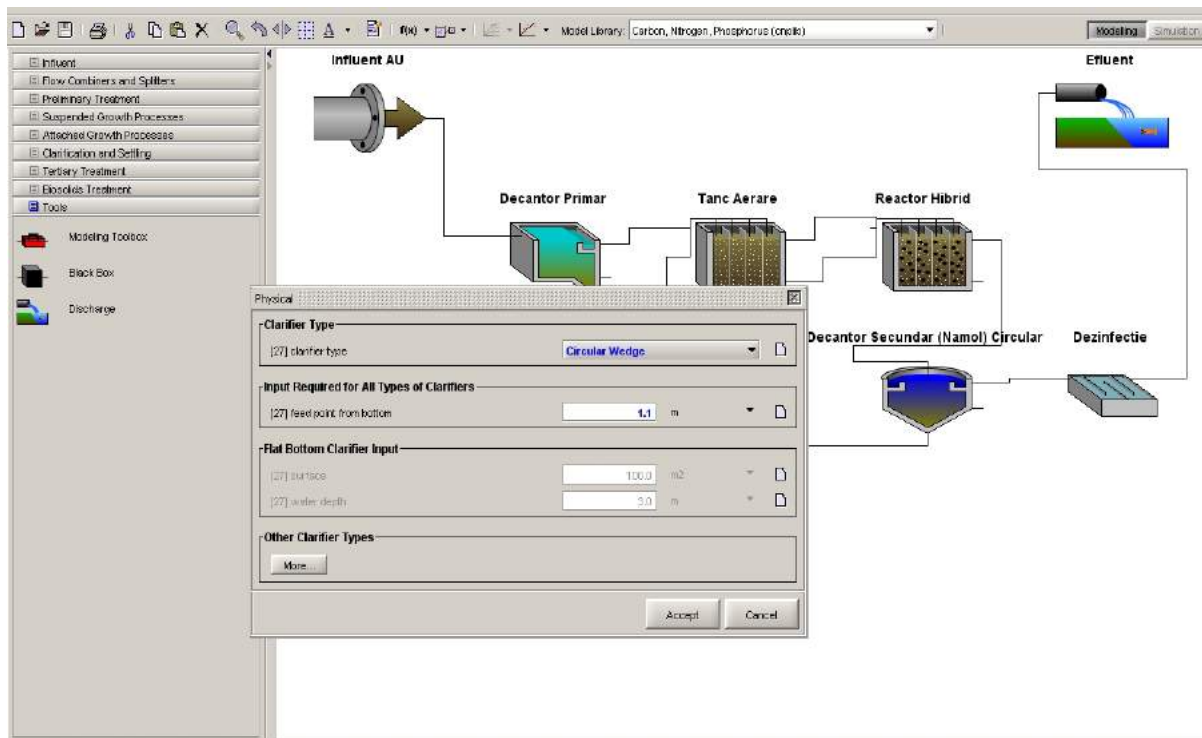 f(x)
Model Library: Carbon, Nitrogen, Phosphorus (cnplib)
Modeling
Simulation
Influent
Flow Combiners and Splitters
Preliminary Treatment
Suspended Growth Processes
Attached Growth Processes
Clarification and Settling
Tertiary Treatment
Biosolids Treatment
Tools
Modeling Toolbox
Black Box
Discharge
Influent AU
Efluent
Decantor Primar
Tanc Aerare
Reactor Hibrid
Decantor Secundar (Namol) Circular
Dezinfectie
Physical
Clarifier Type
[27] clarifier type
Circular Wedge
Input Required for All Types of Clarifiers
[27] feed point from bottom
m
Flat Bottom Clarifier Input
[27] surface
100.0 m2
[27] water depth
3.0 m
Other Clarifier Types
More...
Accept
Cancel